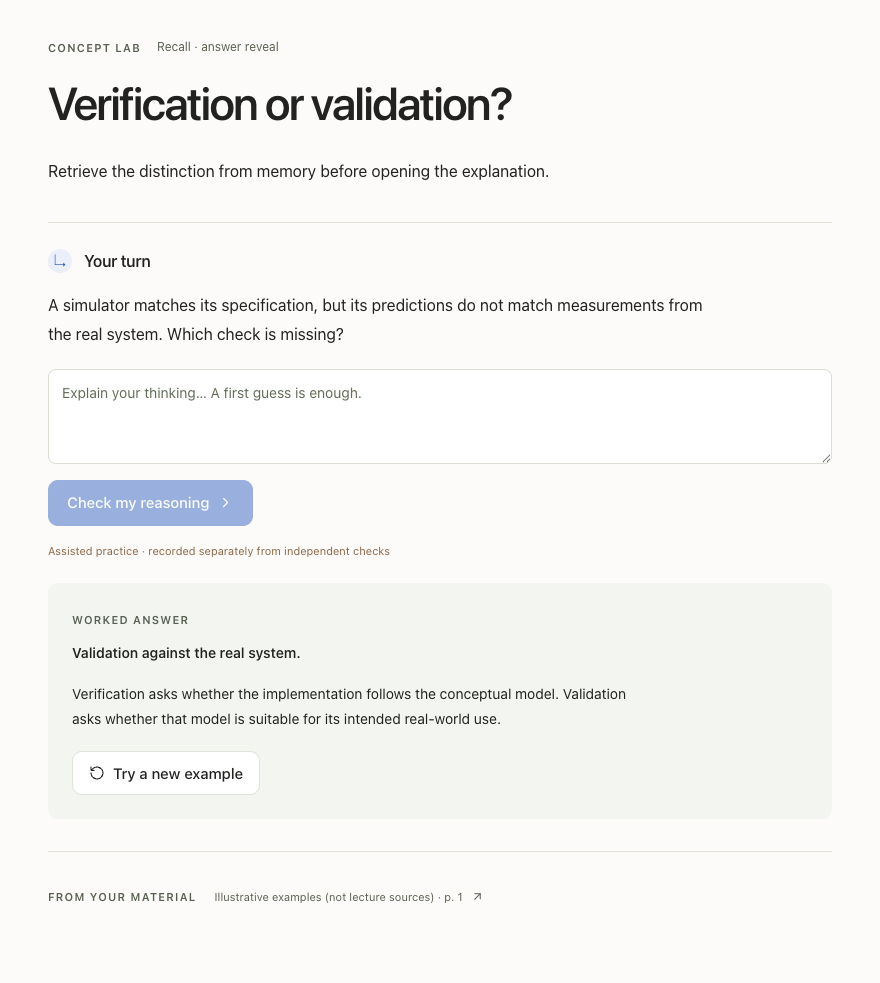 CONCEPT LAB Recall · answer reveal
Verification or validation?
Retrieve the distinction from memory before opening the explanation.
Your turn
A simulator matches its specification, but its predictions do not match measurements from
the real system. Which check is missing?
Explain your thinking... A first guess is enough.
Check my reasoning
Assisted practice · recorded separately from independent checks
WORKED ANSWER
Validation against the real system.
Verification asks whether the implementation follows the conceptual model. Validation
asks whether that model is suitable for its intended real-world use.
Try a new example
FROM YOUR MATERIAL Illustrative examples (not lecture sources) · p. 1